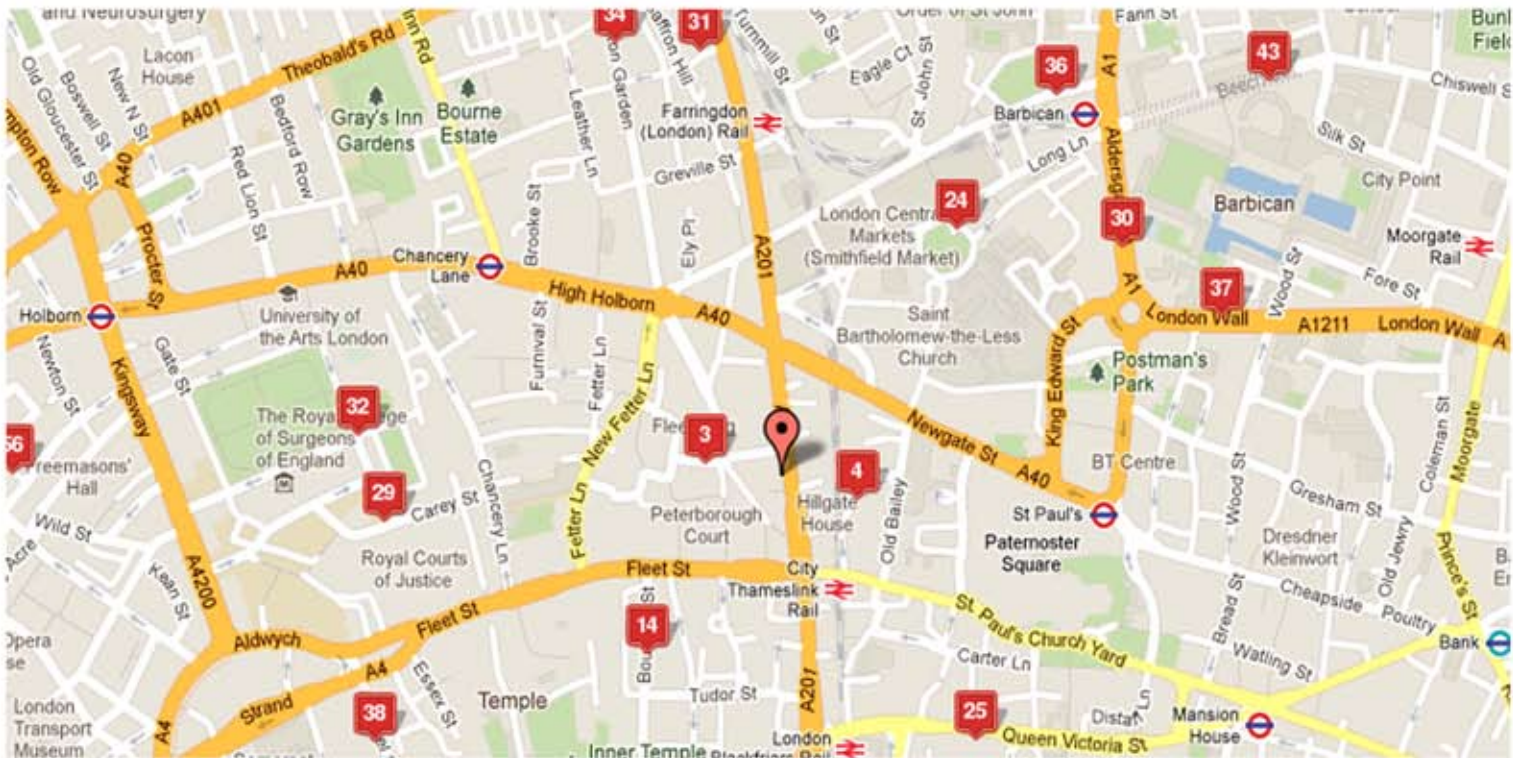 and Neurosurgery
Lacon
House
Old Gloucester St
Boswell St
New N St
Theobald's Rd
A401
A40
Bedford Row
Red Lion St
Procter St
Gray's Inn
Gardens
Inn Rd
Bourne
Estate
Leather Ln
34
31
Farringdon
(London) Rail
Greville St
Turnmill St
Eagle Ct
St. John St
Order of St John
Fann St
36
43
Barbican
A1
Chiswell S
Silk St
City Point
Long Ln
24
London Central
Markets
(Smithfield Market)
30
Barbican
Moorgate
Rail
Fore St
37
Wood St
A1
London Wall
A1211
London Wall
Holborn
A40
Chancery
Lane
Brooke St
Ely Pl
A201
High Holborn
A40
University of
the Arts London
Furnival St
Fetter Ln
New Fetter Ln
Saint
Bartholomew-the-Less
Church
King Edward St
Postman's
Park
Newton St
Gate St
Kingsway
32
The Royal College
of Surgeons
of England
56
Freemasons'
Hall
29
Carey St
Chancery Ln
3
4
Hillgate
House
Old Bailey
Newgate St
A40
BT Centre
St Paul's
Paternoster
Square
Gresham St
Wood St
Coleman St
Moorgate
Dresdner
Kleinwort
Old Jewry
Prince's St
Wild St
Acre
Kean St
A4200
Royal Courts
of Justice
Fetter Ln
Peterborough
Court
Fleet St
City
Thameslink
Rail
St. Paul's Church Yard
Cheapside
Poultry
Bread St
Watling St
Bank
Aldwych
Fleet St
A4
Essex St
14
Carter Ln
Tudor St
A201
Temple
Strand
38
A4
London
Transport
Museum
25
Queen Victoria St
Mansion
House
Inner Temple
London